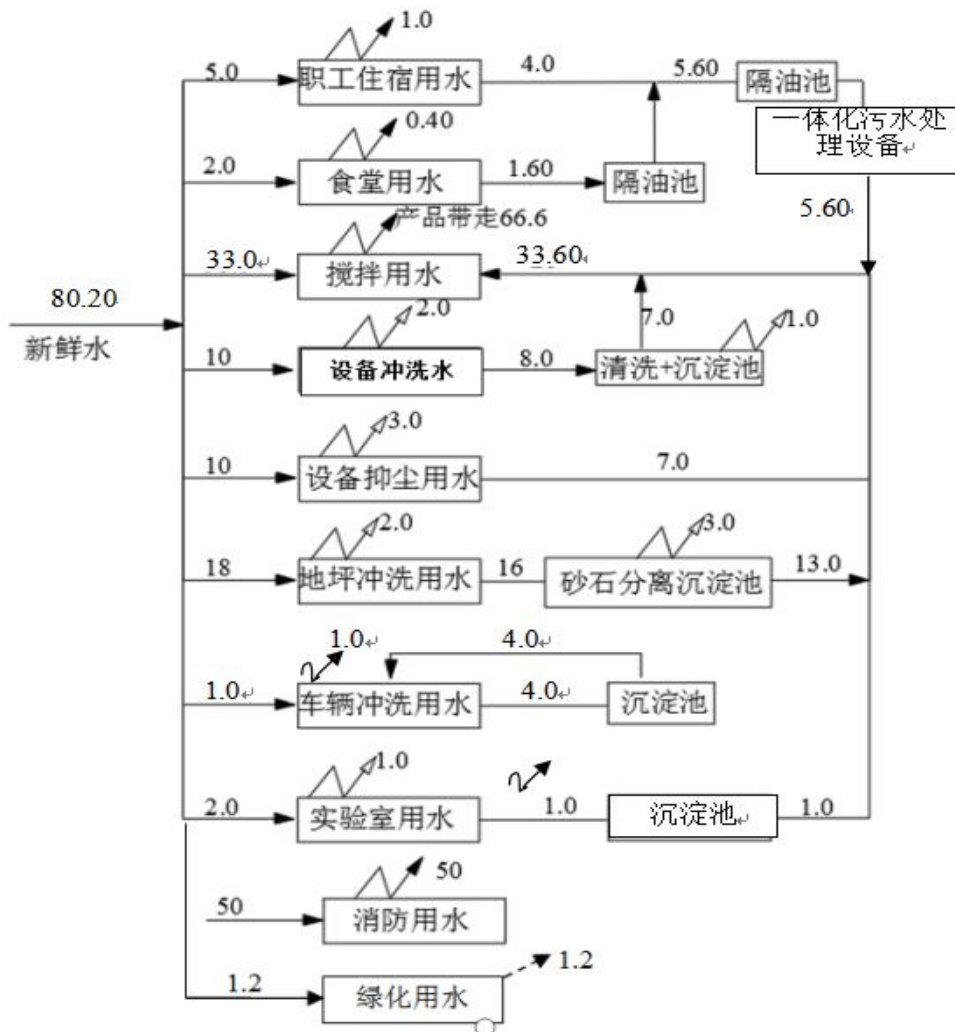 1.0
5.0
职工住宿用水
4.0
5.60
隔油池
一体化污水处
理设备
0.40
2.0
食堂用水
1.60
隔油池
5.60
产品带走66.6
33.0
搅拌用水
33.60
80.20
新鲜水
2.0
7.0
1.0
10
设备冲洗水
8.0
清洗+沉淀池
3.0
10
设备抑尘用水
7.0
2.0
3.0
18
地坪冲洗用水
16
砂石分离沉淀池
13.0
1.0
4.0
1.0
车辆冲洗用水
4.0
沉淀池
1.0
2.0
实验室用水
1.0
沉淀池
1.0
50
50
消防用水
1.2
1.2
绿化用水